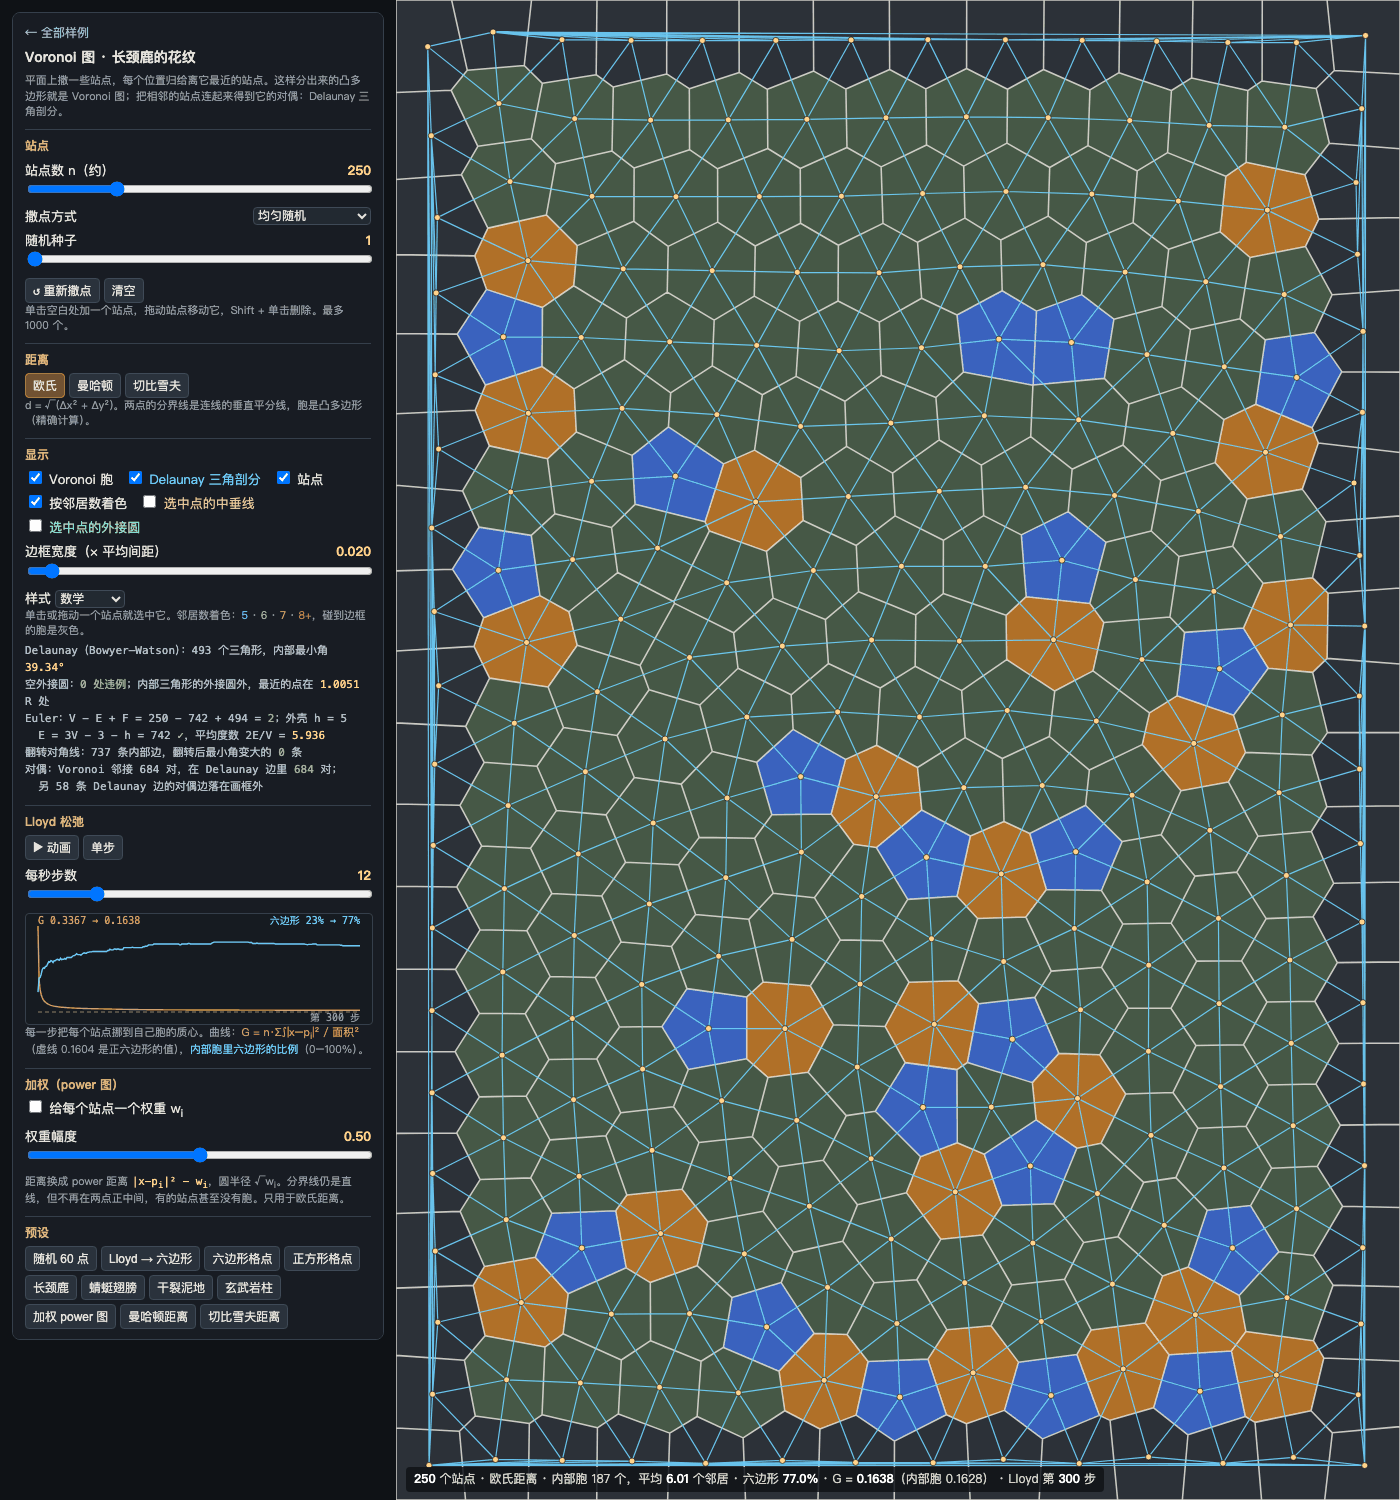 ← 全部样例
Voronoi 图 · 长颈鹿的花纹
平面上撒一些站点，每个位置归给离它最近的站点。这样分出来的凸多
边形就是 Voronoi 图；把相邻的站点连起来得到它的对偶：Delaunay 三
角剖分。
站点
站点数 n（约） 250
撒点方式 均匀随机
随机种子 1
↺ 重新撒点 清空
单击空白处加一个站点，拖动站点移动它，Shift + 单击删除。最多
1000 个。
距离
欧氏 曼哈顿 切比雪夫
d = √(Δx² + Δy²)。两点的分界线是连线的垂直平分线，胞是凸多边形
（精确计算）。
显示
Voronoi 胞 Delaunay 三角剖分 站点
按邻居数着色 选中点的中垂线
选中点的外接圆
边框宽度（× 平均间距） 0.020
样式 数学
单击或拖动一个站点就选中它。邻居数着色：5 · 6 · 7 · 8+，碰到边框
的胞是灰色。
Delaunay（Bowyer–Watson）：493 个三角形，内部最小角
39.34°
空外接圆：0 处违例；内部三角形的外接圆外，最近的点在 1.0051
R 处
Euler：V − E + F = 250 − 742 + 494 = 2；外壳 h = 5
E = 3V − 3 − h = 742 ✓，平均度数 2E/V = 5.936
翻转对角线：737 条内部边，翻转后最小角变大的 0 条
对偶：Voronoi 邻接 684 对，在 Delaunay 边里 684 对；
另 58 条 Delaunay 边的对偶边落在画框外
Lloyd 松弛
▶ 动画 单步
每秒步数 12
G 0.3367 → 0.1638 六边形 23% → 77%
第 300 步
每一步把每个站点挪到自己胞的质心。曲线：G = n·Σ∫|x−pᵢ|² / 面积²
（虚线 0.1604 是正六边形的值），内部胞里六边形的比例（0–100%）。
加权（power 图）
给每个站点一个权重 wᵢ
权重幅度 0.50
距离换成 power 距离 |x−pᵢ|² − wᵢ，圆半径 √wᵢ。分界线仍是直
线，但不再在两点正中间，有的站点甚至没有胞。只用于欧氏距离。
预设
随机 60 点 Lloyd → 六边形 六边形格点 正方形格点
长颈鹿 蜻蜓翅膀 干裂泥地 玄武岩柱
加权 power 图 曼哈顿距离 切比雪夫距离
250 个站点 · 欧氏距离 · 内部胞 187 个，平均 6.01 个邻居 · 六边形 77.0% · G = 0.1638（内部胞 0.1628） · Lloyd 第 300 步